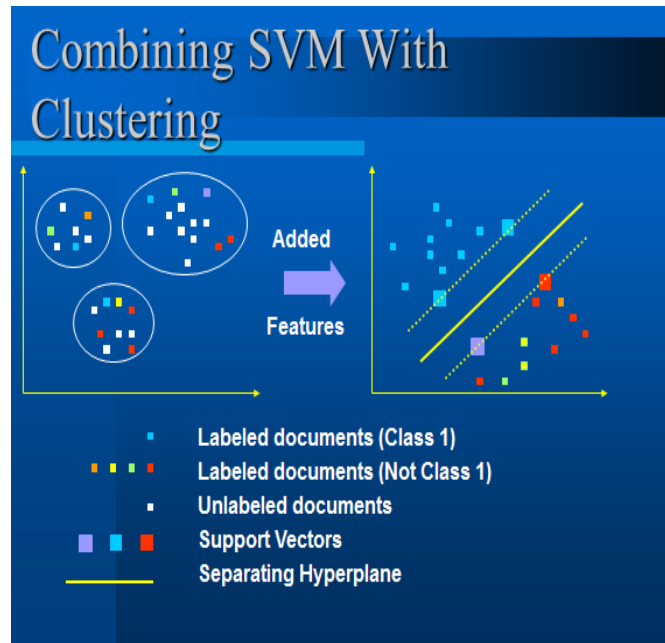 Combining SVM With
Clustering
Added
Features
Labeled documents (Class 1)
Labeled documents (Not Class 1)
Unlabeled documents
Support Vectors
Separating Hyperplane